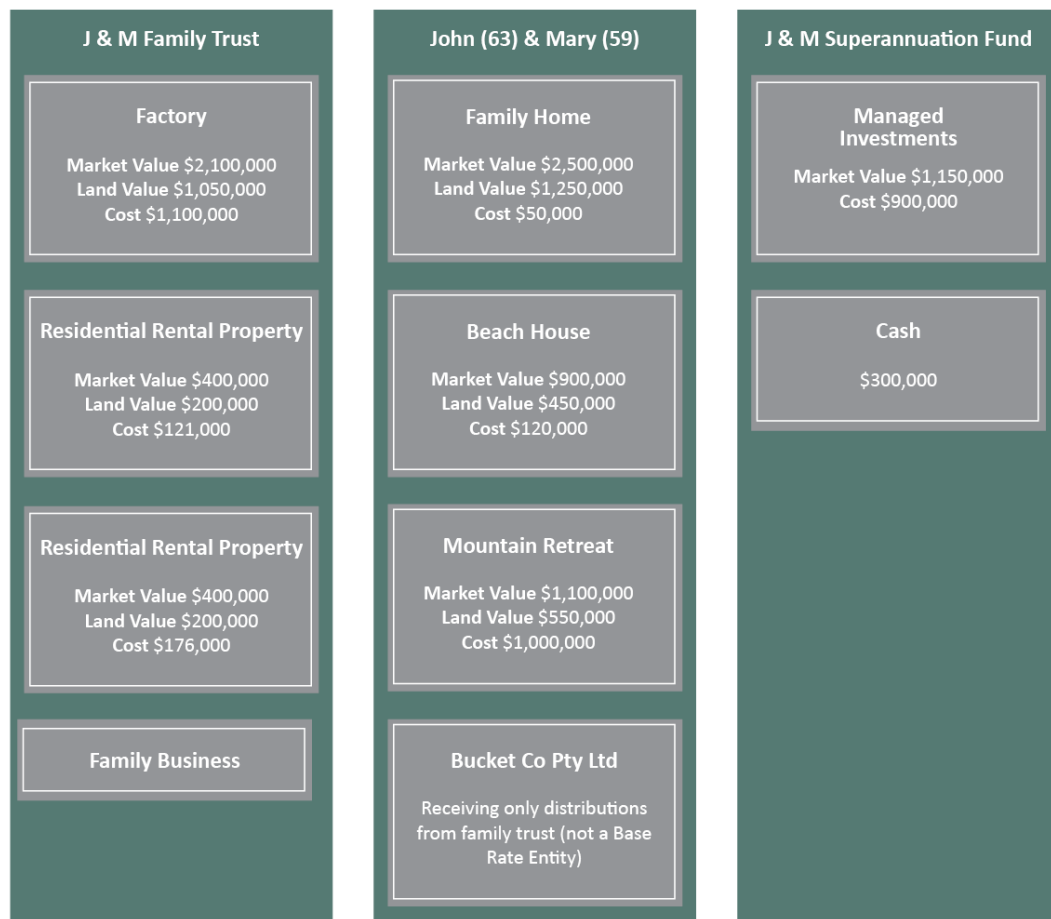 J & M Family Trust
Factory
Market Value $2,100,000
Land Value $1,050,000
Cost $1,100,000
Residential Rental Property
Market Value $400,000
Land Value $200,000
Cost $121,000
Residential Rental Property
Market Value $400,000
Land Value $200,000
Cost $176,000
Family Business
John (63) & Mary (59)
Family Home
Market Value $2,500,000
Land Value $1,250,000
Cost $50,000
Beach House
Market Value $900,000
Land Value $450,000
Cost $120,000
Mountain Retreat
Market Value $1,100,000
Land Value $550,000
Cost $1,000,000
Bucket Co Pty Ltd
Receiving only distributions
from family trust (not a Base
Rate Entity)
J & M Superannuation Fund
Managed
Investments
Market Value $1,150,000
Cost $900,000
Cash
$300,000